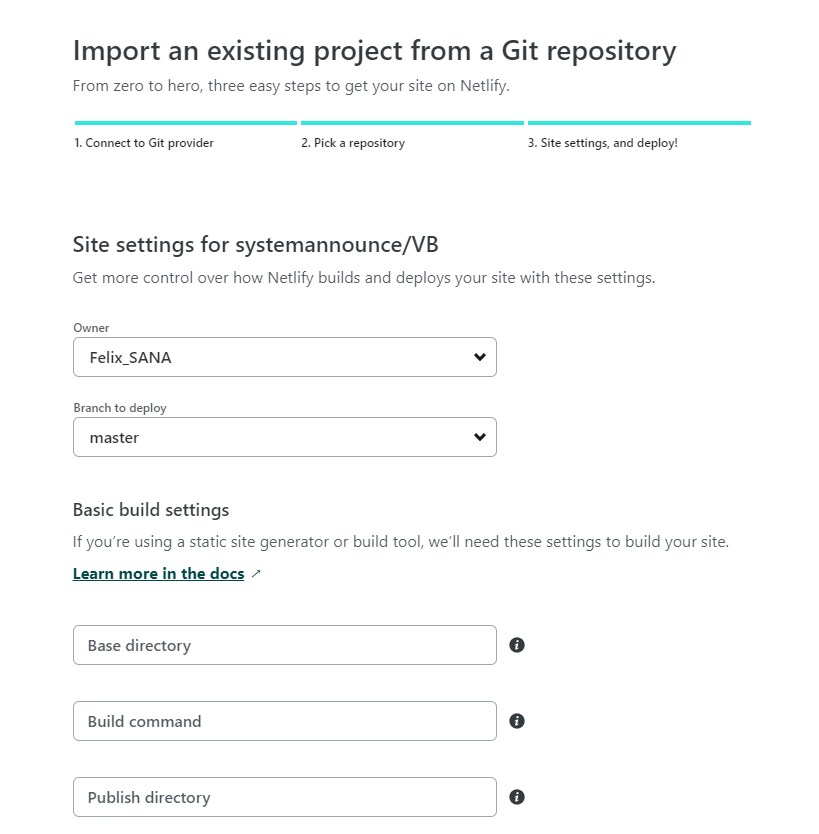 Import an existing project from a Git repository
From zero to hero, three easy steps to get your site on Netlify.
1. Connect to Git provider
2. Pick a repository
3. Site settings, and deploy!
Site settings for systemannounce/VB
Get more control over how Netlify builds and deploys your site with these settings.
Owner
Felix_SANA
Branch to deploy
master
Basic build settings
If you’re using a static site generator or build tool, we’ll need these settings to build your site.
Learn more in the docs ↗
Base directory
Build command
Publish directory